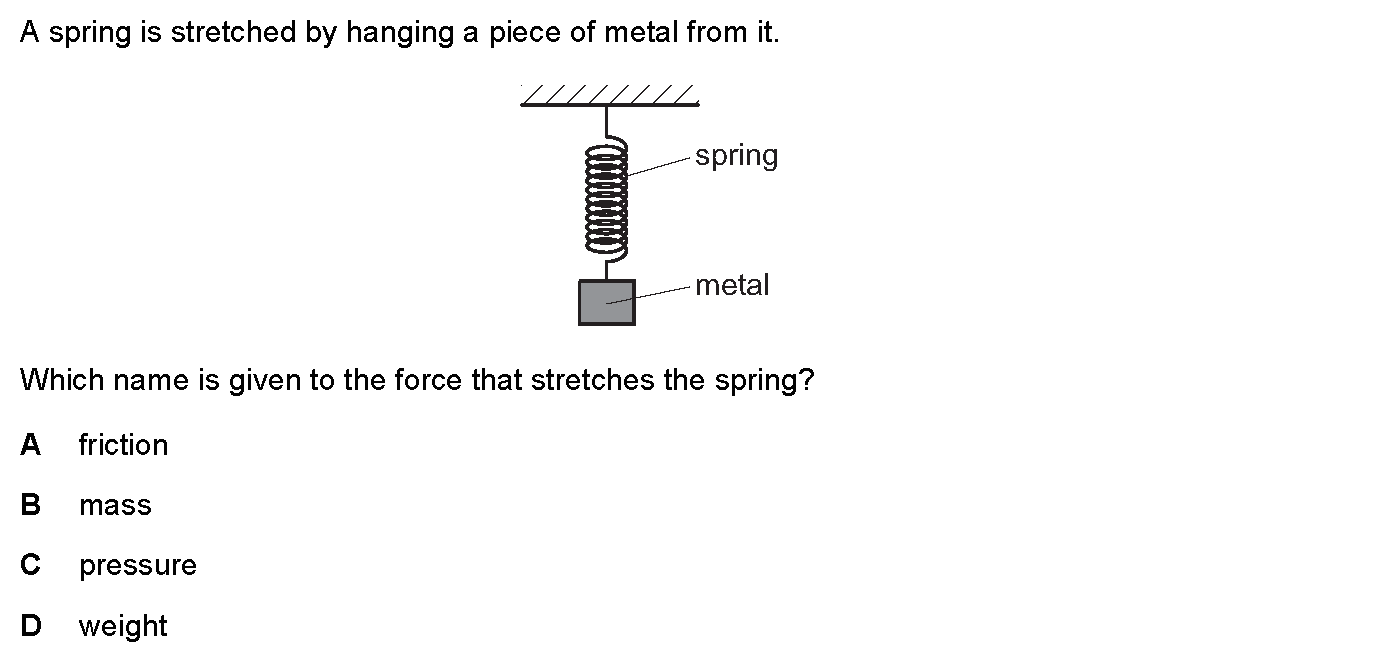 A spring is stretched by hanging a piece of metal from it.
spring
metal
Which name is given to the force that stretches the spring?
A friction
B mass
C pressure
D weight